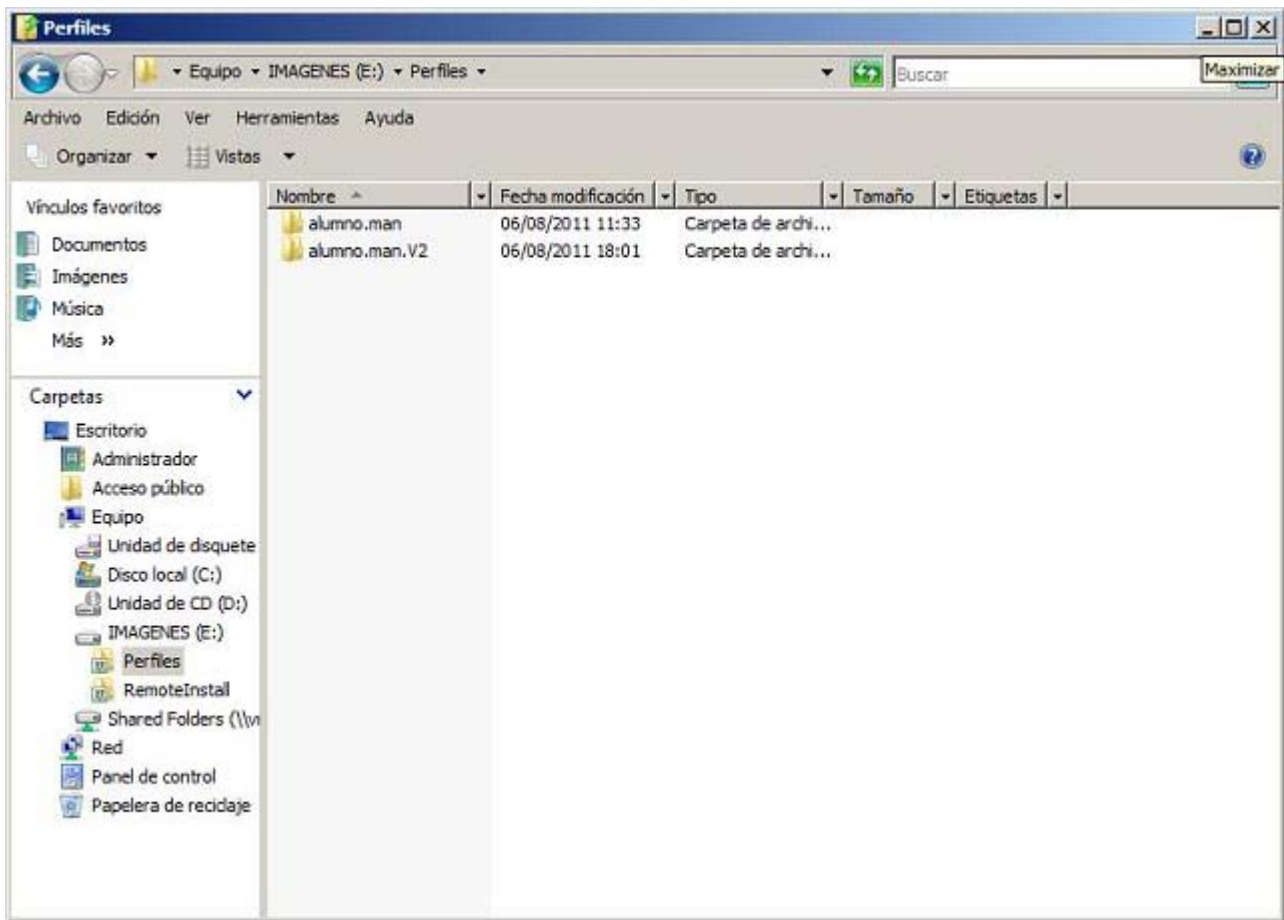 Perfiles
Equipo IMAGENES (E:) Perfiles Buscar
Maximizar
Archivo Edición Ver Herramientas Ayuda
Organizar Vistas
Vínculos favoritos
Documentos
Imágenes
Música
Más »
Carpetas
Escritorio
Administrador
Acceso público
Equipo
Unidad de disquete
Disco local (C:)
Unidad de CD (D:)
IMAGENES (E:)
Perfiles
RemoteInstall
Shared Folders (\\v
Red
Panel de control
Papelera de reciclaje
Nombre Fecha modificación Tipo Tamaño Etiquetas
alumno.man 06/08/2011 11:33 Carpeta de archi...
alumno.man.V2 06/08/2011 18:01 Carpeta de archi...